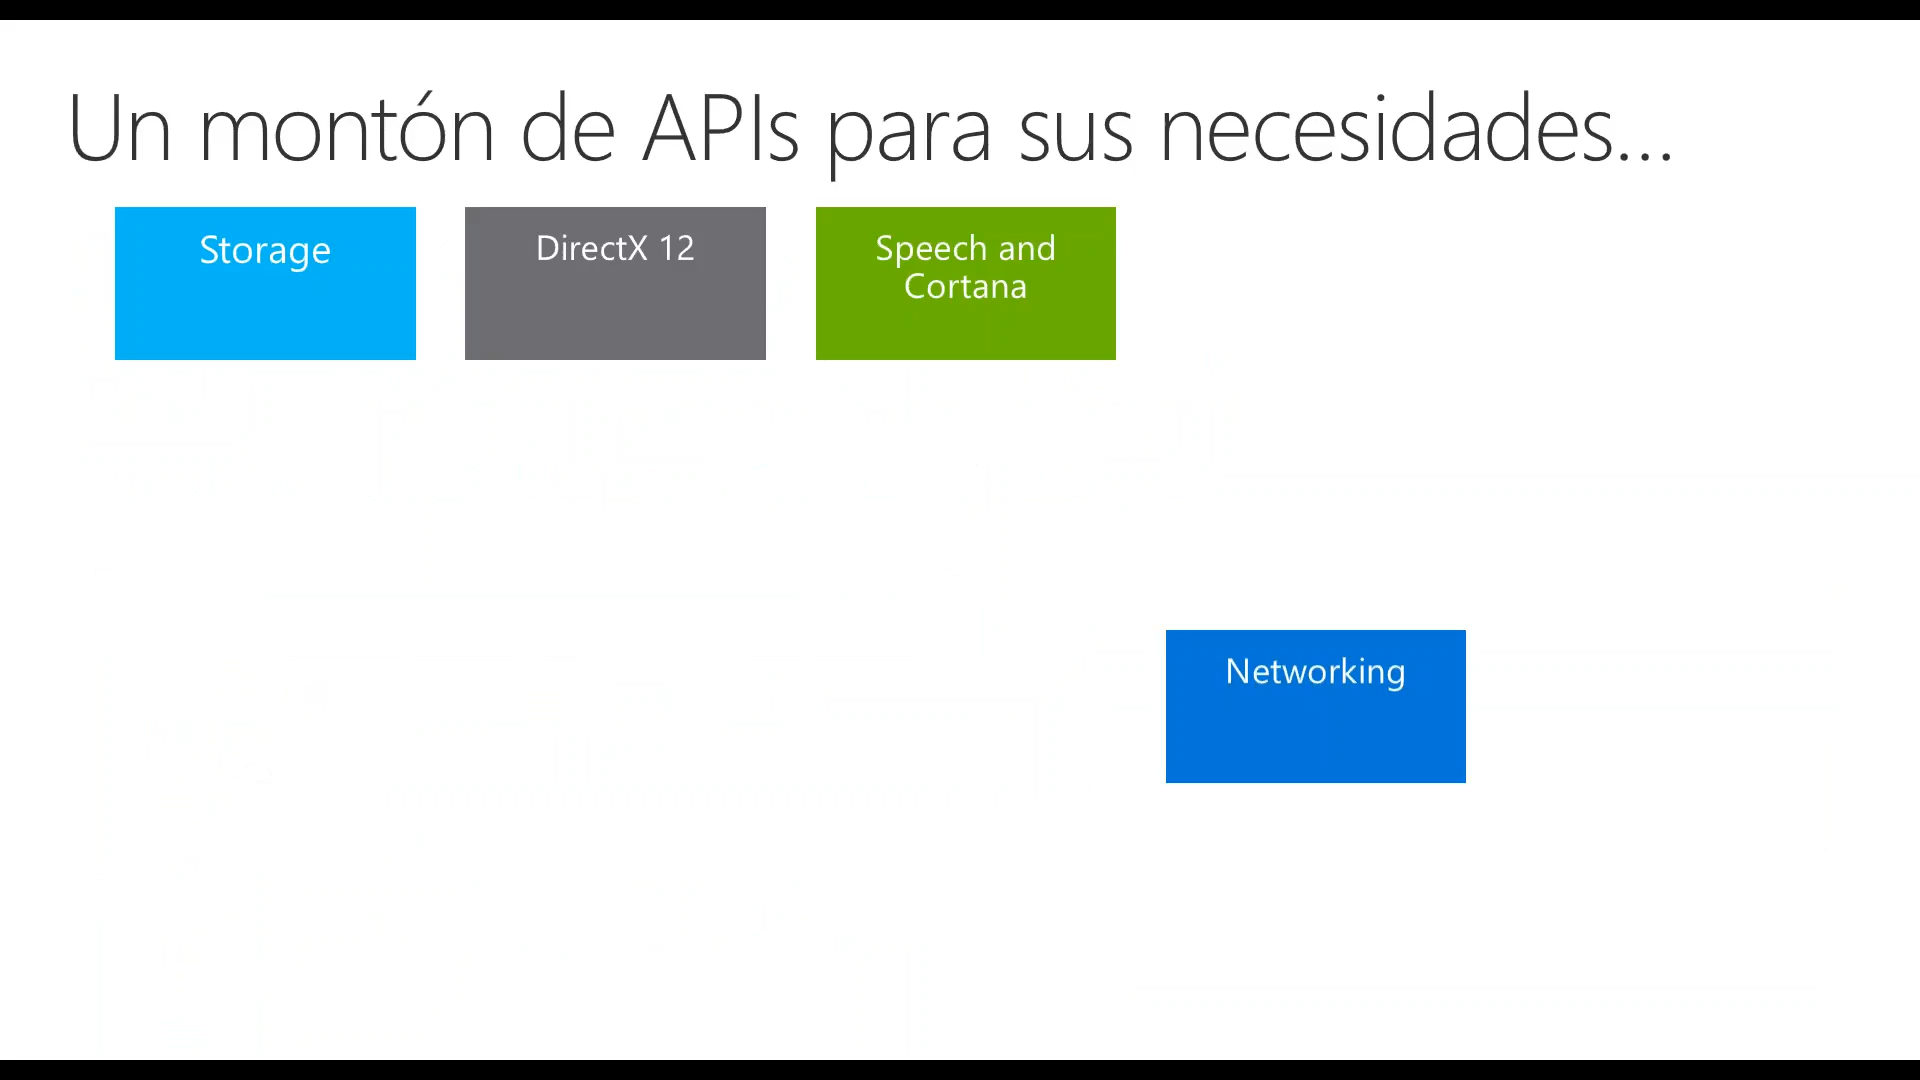 Un montón de APIs para sus necesidades...
Storage
DirectX 12
Speech and
Cortana
Networking